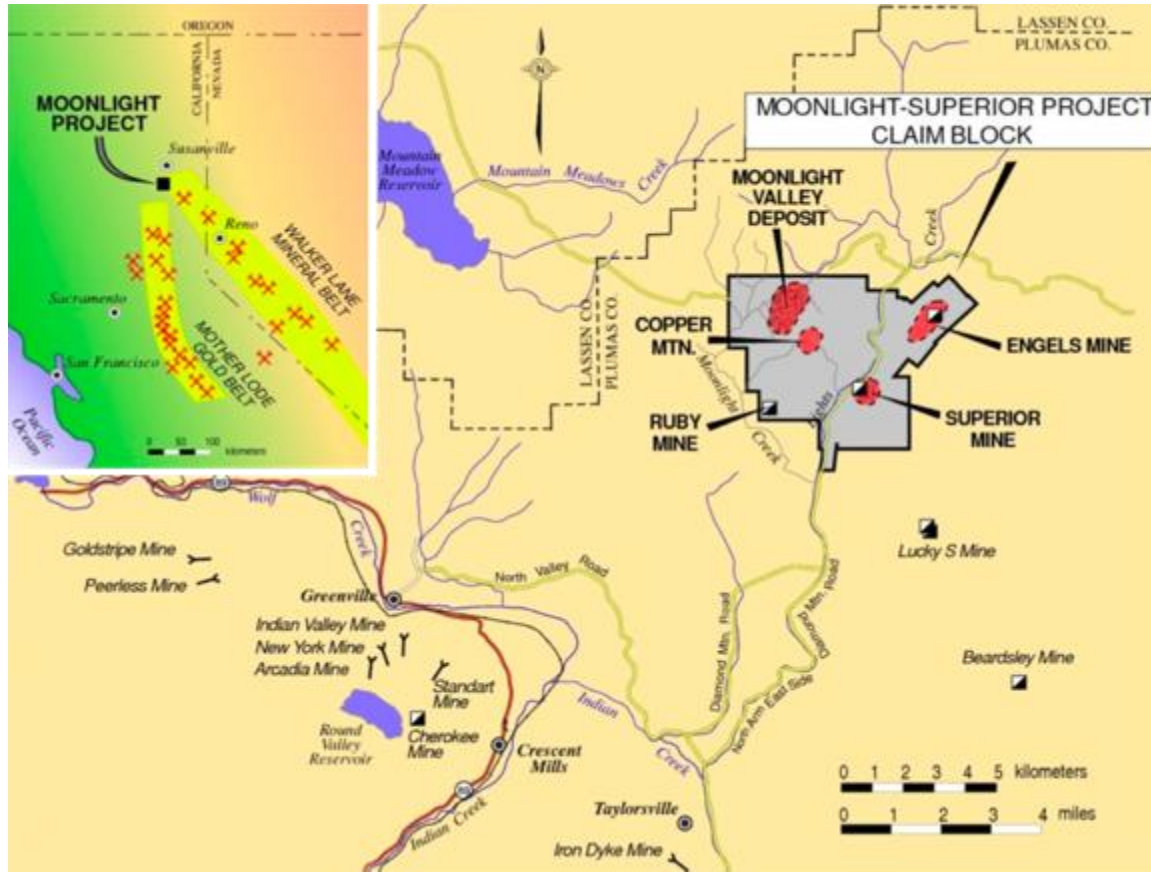 OREGON
CALIFORNIA
NEVADA
MOONLIGHT
PROJECT
Susanville
Reno
WALKER LANE
MINERAL BELT
Sacramento
MOTHER LODE
GOLD BELT
San Francisco
Pacific
Ocean
0 50 100
kilometers
N
LASSEN CO.
PLUMAS CO.
MOONLIGHT-SUPERIOR PROJECT
CLAIM BLOCK
Mountain
Meadow
Reservoir
Mountain Meadows Creek
MOONLIGHT
VALLEY
DEPOSIT
Creek
COPPER
MTN.
ENGELS MINE
LASSEN CO.
PLUMAS CO.
Moonlight
Creek
Lights
RUBY
MINE
SUPERIOR
MINE
89
Wolf
Creek
Goldstripe Mine
Peerless Mine
Lucky S Mine
North Valley Road
Greenville
Indian Valley Mine
New York Mine
Arcadia Mine
Standart
Mine
Diamond Mtn. Road
Diamond Mtn. Road
North Arm East Side
Beardsley Mine
Indian
Creek
Round
Valley
Reservoir
Cherokee
Mine
Crescent
Mills
89
Indian Creek
0 1 2 3 4 5 kilometers
0 1 2 3 4 miles
Taylorsville
Iron Dyke Mine